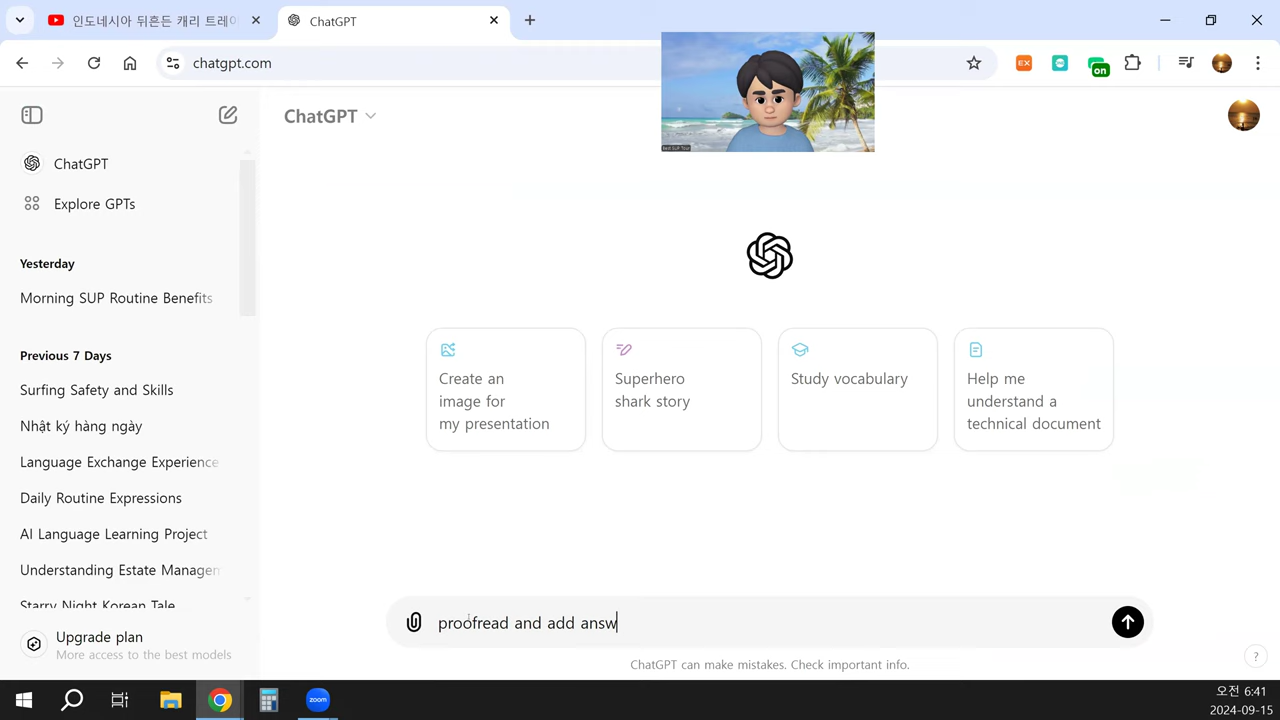 인도네시아 뒤흔든 캐리 트레이
ChatGPT
chatgpt.com
EX
on
ChatGPT
ChatGPT
Explore GPTs
Yesterday
Morning SUP Routine Benefits
Previous 7 Days
Surfing Safety and Skills
Nhật ký hàng ngày
Language Exchange Experience
Daily Routine Expressions
AI Language Learning Project
Understanding Estate Managem
Starry Night Korean Tale
Upgrade plan
More access to the best models
Create an
image for
my presentation
Superhero
shark story
Study vocabulary
Help me
understand a
technical document
proofread and add answ
ChatGPT can make mistakes. Check important info.
?
zoom
오전 6:41
2024-09-15